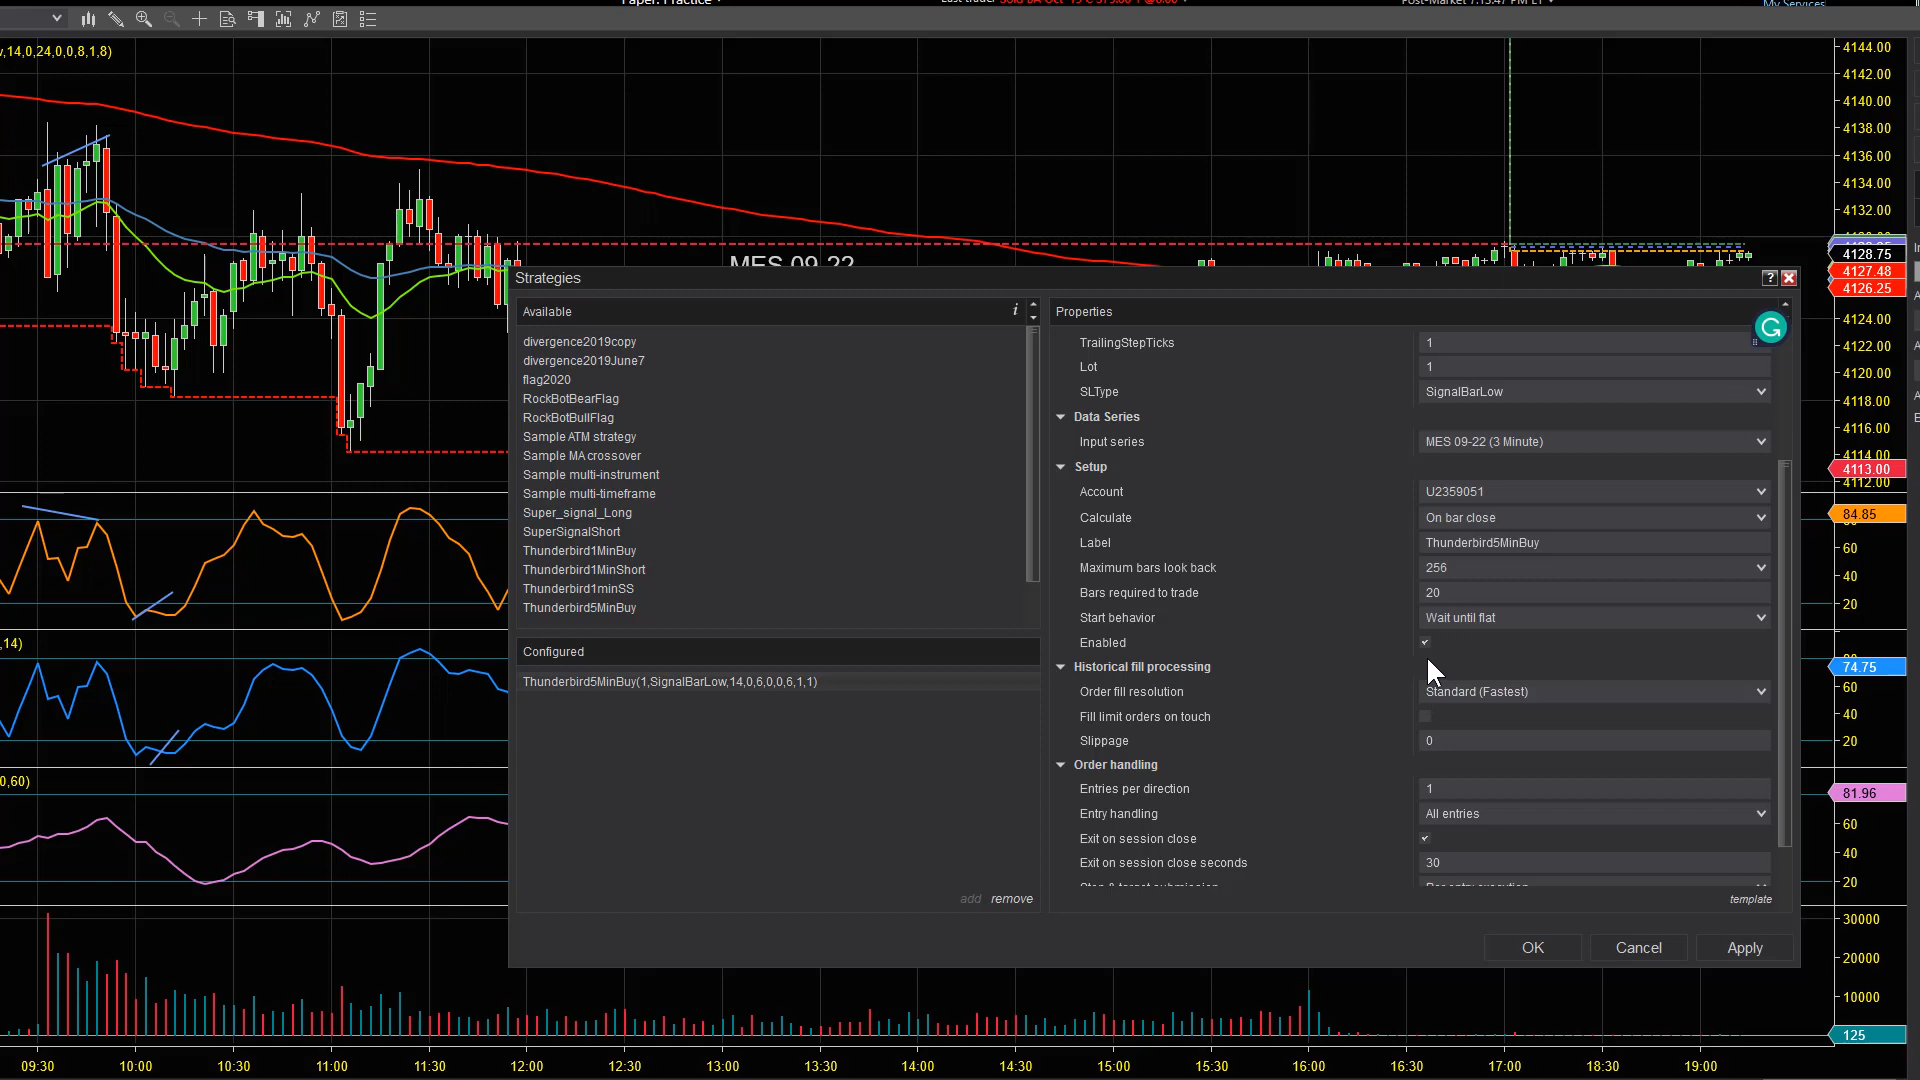 Paper: Practice
My Services
,14,0,24,0,0,8,1,8)
MES 09-22
Strategies
?
Available
i
divergence2019copy
divergence2019June7
flag2020
RockBotBearFlag
RockBotBullFlag
Sample ATM strategy
Sample MA crossover
Sample multi-instrument
Sample multi-timeframe
Super_signal_Long
SuperSignalShort
Thunderbird1MinBuy
Thunderbird1MinShort
Thunderbird1minSS
Thunderbird5MinBuy
Configured
Thunderbird5MinBuy(1,SignalBarLow,14,0,6,0,0,6,1,1)
add remove
Properties
TrailingStepTicks 1
Lot 1
SLType SignalBarLow
Data Series
Input series MES 09-22 (3 Minute)
Setup
Account U2359051
Calculate On bar close
Label Thunderbird5MinBuy
Maximum bars look back 256
Bars required to trade 20
Start behavior Wait until flat
Enabled
Historical fill processing
Order fill resolution Standard (Fastest)
Fill limit orders on touch
Slippage 0
Order handling
Entries per direction 1
Entry handling All entries
Exit on session close
Exit on session close seconds 30
template
OK Cancel Apply
4144.00
4142.00
4140.00
4138.00
4136.00
4134.00
4132.00
4128.75
4127.48
4126.25
4124.00
4122.00
4120.00
4118.00
4116.00
4114.00
4113.00
4112.00
84.85
60
40
20
,14)
74.75
60
40
20
0,60)
81.96
60
40
20
30000
20000
10000
125
09:30 10:00 10:30 11:00 11:30 12:00 12:30 13:00 13:30 14:00 14:30 15:00 15:30 16:00 16:30 17:00 18:30 19:00